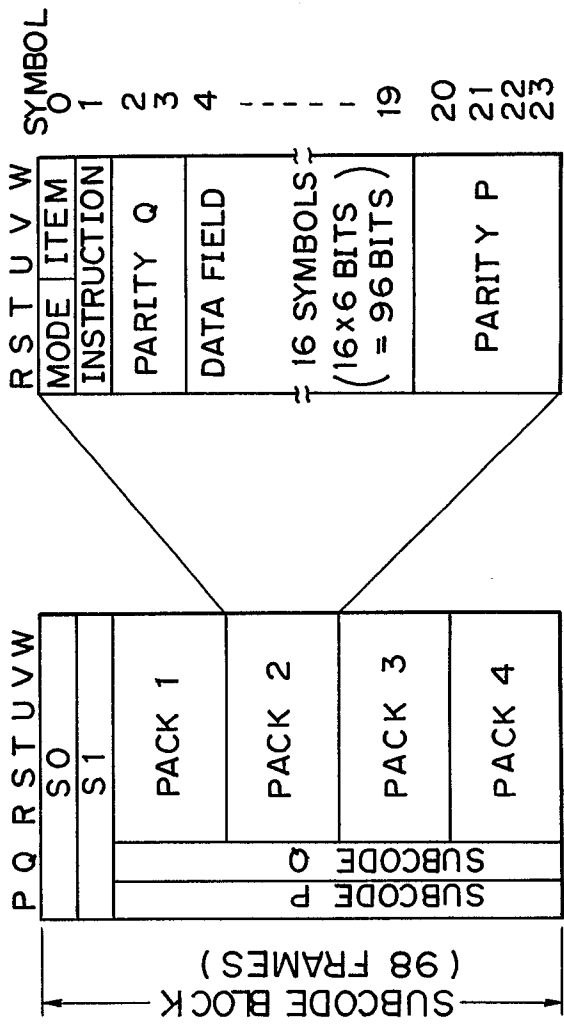 P Q R S T U V W
S0
S1
SUBCODE P
SUBCODE Q
PACK 1
PACK 2
PACK 3
PACK 4
SUBCODE BLOCK
(98 FRAMES)
R S T U V W
SYMBOL
MODE ITEM 0
INSTRUCTION 1
PARITY Q
2
3
DATA FIELD 4
16 SYMBOLS
(16×6 BITS
= 96 BITS)
19
PARITY P
20
21
22
23